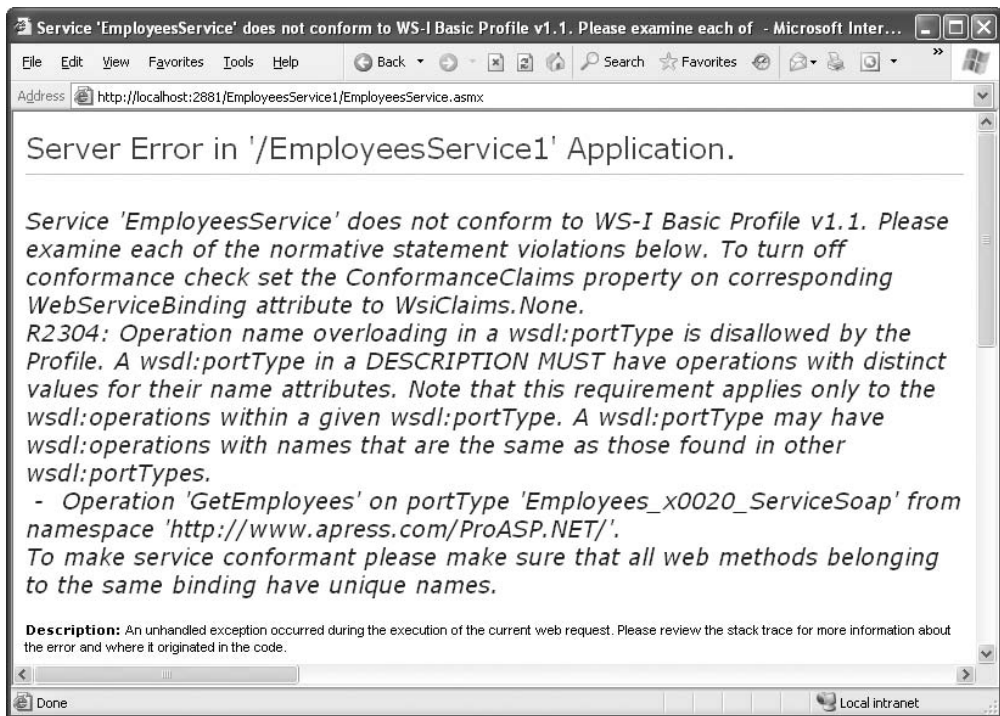 Service 'EmployeesService' does not conform to WS-I Basic Profile v1.1. Please examine each of - Microsoft Inter...
File Edit View Favorites Tools Help Back Search Favorites »
Address http://localhost:2881/EmployeesService1/EmployeesService.asmx
Server Error in '/EmployeesService1' Application.
Service 'EmployeesService' does not conform to WS-I Basic Profile v1.1. Please
examine each of the normative statement violations below. To turn off
conformance check set the ConformanceClaims property on corresponding
WebServiceBinding attribute to WsiClaims.None.
R2304: Operation name overloading in a wsdl:portType is disallowed by the
Profile. A wsdl:portType in a DESCRIPTION MUST have operations with distinct
values for their name attributes. Note that this requirement applies only to the
wsdl:operations within a given wsdl:portType. A wsdl:portType may have
wsdl:operations with names that are the same as those found in other
wsdl:portTypes.
- Operation 'GetEmployees' on portType 'Employees_x0020_ServiceSoap' from
namespace 'http://www.apress.com/ProASP.NET/'.
To make service conformant please make sure that all web methods belonging
to the same binding have unique names.
Description: An unhandled exception occurred during the execution of the current web request. Please review the stack trace for more information about
the error and where it originated in the code.
Done Local intranet